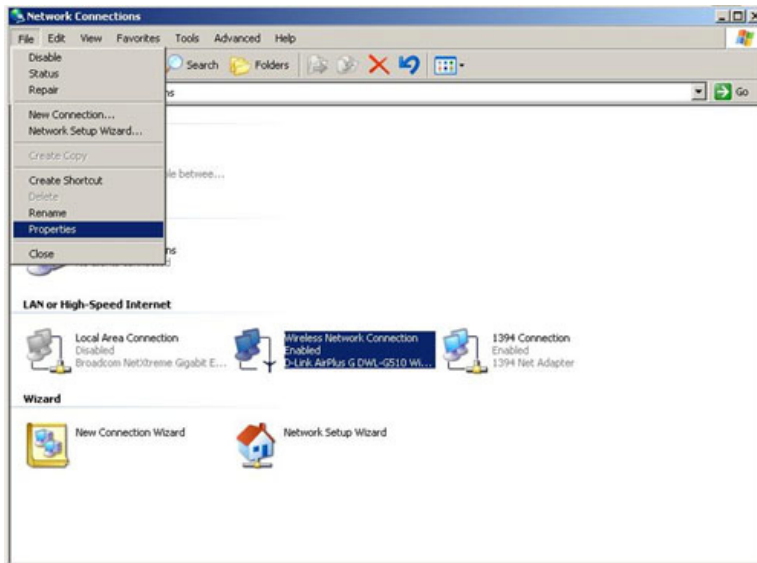 Network Connections
File Edit View Favorites Tools Advanced Help
Search Folders
Go
Disable
Status
Repair
New Connection...
Network Setup Wizard...
Create Copy
Create Shortcut
Delete
Rename
Properties
Close
LAN or High-Speed Internet
Local Area Connection
Disabled
Broadcom NetXtreme Gigabit E...
Wireless Network Connection
Enabled
D-Link AirPlus G DWL-G510 Wi...
1394 Connection
Enabled
1394 Net Adapter
Wizard
New Connection Wizard
Network Setup Wizard